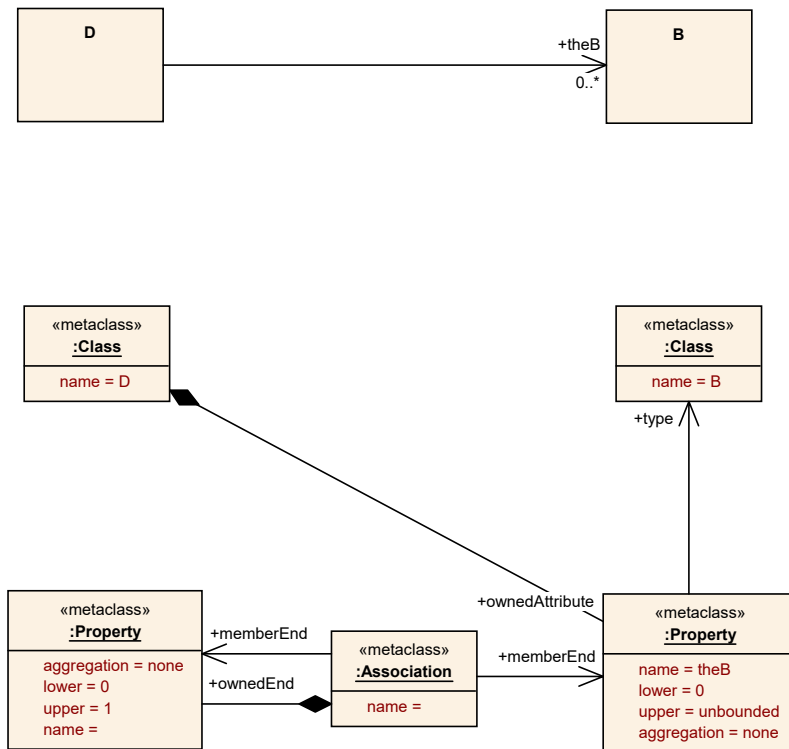 D
B
+theB
0..*
«metaclass»
:Class
name = D
«metaclass»
:Class
name = B
+type
+ownedAttribute
«metaclass»
:Property
aggregation = none
lower = 0
upper = 1
name =
+memberEnd
+ownedEnd
«metaclass»
:Association
name =
+memberEnd
«metaclass»
:Property
name = theB
lower = 0
upper = unbounded
aggregation = none